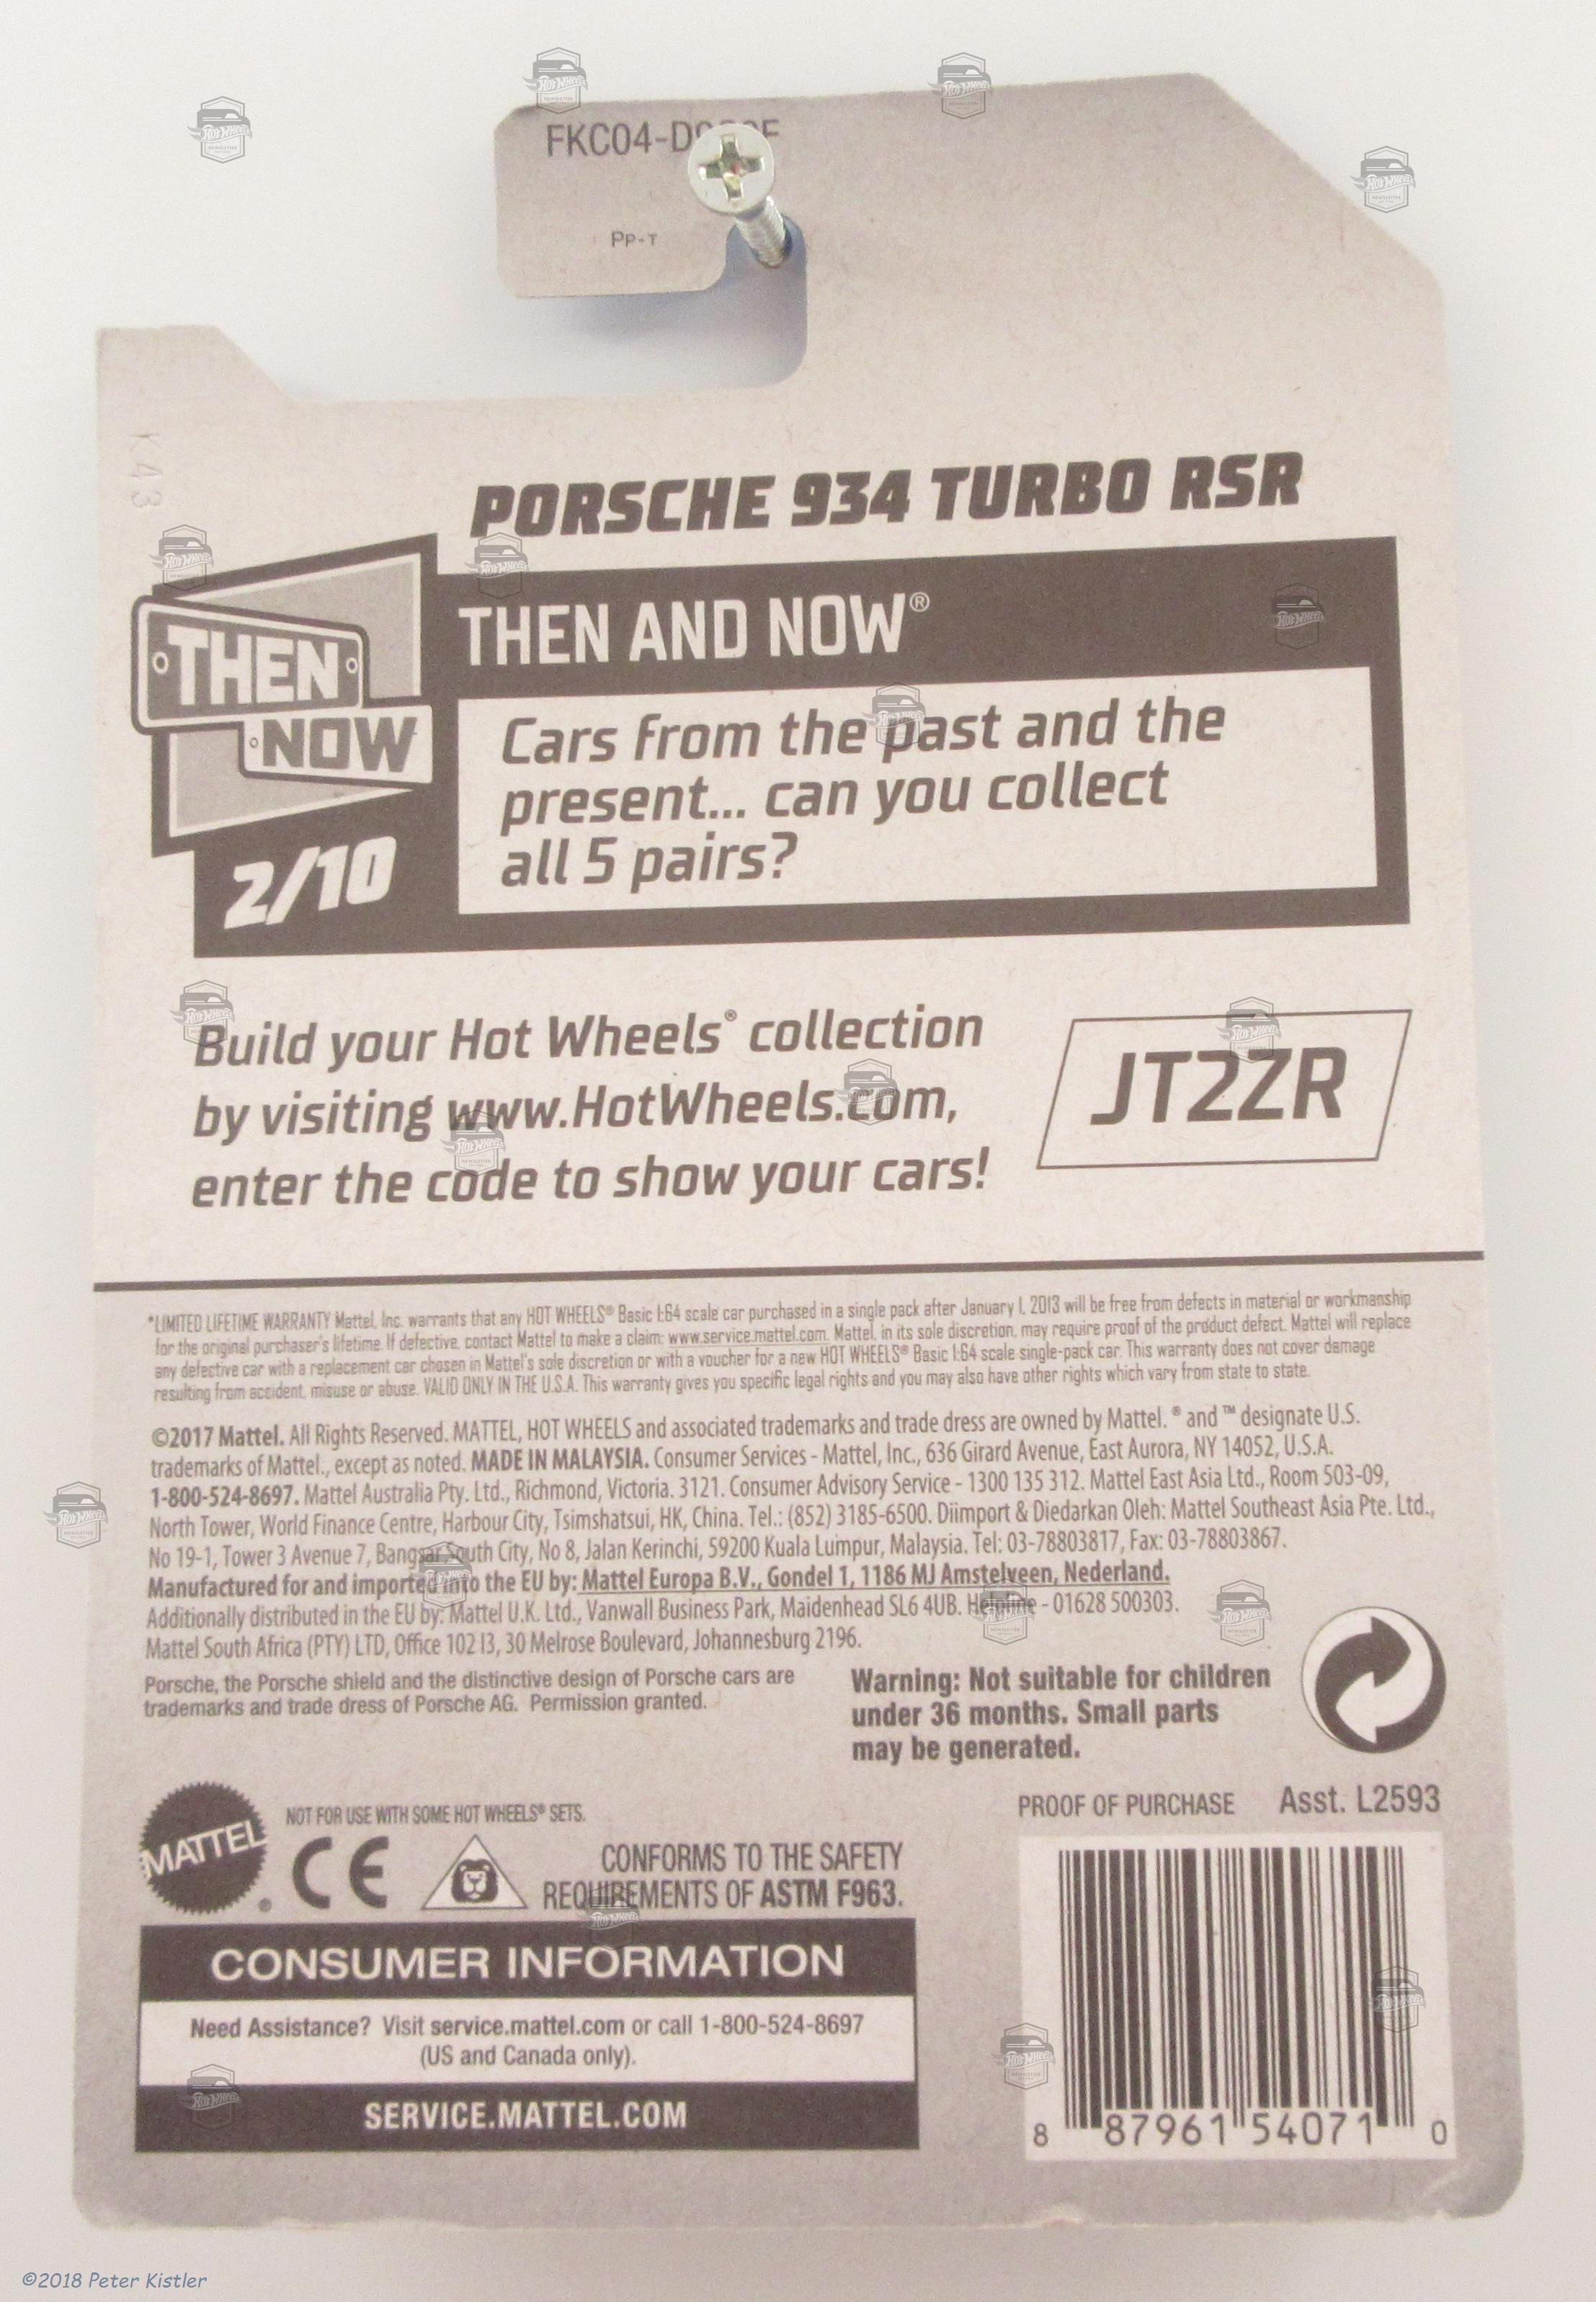 FKC04-D
Pp-T
K43
PORSCHE 934 TURBO RSR
THEN
NOW
2/10
THEN AND NOW®
Cars from the past and the
present... can you collect
all 5 pairs?
Build your Hot Wheels® collection
by visiting www.HotWheels.com,
enter the code to show your cars!
JT2ZR
*LIMITED LIFETIME WARRANTY Mattel, Inc. warrants that any HOT WHEELS® Basic 1:64 scale car purchased in a single pack after January 1, 2013 will be free from defects in material or workmanship
for the original purchaser's lifetime. If defective, contact Mattel to make a claim: www.service.mattel.com. Mattel, in its sole discretion, may require proof of the product defect. Mattel will replace
any defective car with a replacement car chosen in Mattel's sole discretion or with a voucher for a new HOT WHEELS® Basic 1:64 scale single-pack car. This warranty does not cover damage
resulting from accident, misuse or abuse. VALID ONLY IN THE U.S.A. This warranty gives you specific legal rights and you may also have other rights which vary from state to state.
©2017 Mattel. All Rights Reserved. MATTEL, HOT WHEELS and associated trademarks and trade dress are owned by Mattel. ® and ™ designate U.S.
trademarks of Mattel., except as noted. MADE IN MALAYSIA. Consumer Services - Mattel, Inc., 636 Girard Avenue, East Aurora, NY 14052, U.S.A.
1-800-524-8697. Mattel Australia Pty. Ltd., Richmond, Victoria. 3121. Consumer Advisory Service - 1300 135 312. Mattel East Asia Ltd., Room 503-09,
North Tower, World Finance Centre, Harbour City, Tsimshatsui, HK, China. Tel.: (852) 3185-6500. Diimport & Diedarkan Oleh: Mattel Southeast Asia Pte. Ltd.,
No 19-1, Tower 3 Avenue 7, Bangsar South City, No 8, Jalan Kerinchi, 59200 Kuala Lumpur, Malaysia. Tel: 03-78803817, Fax: 03-78803867.
Manufactured for and imported into the EU by: Mattel Europa B.V., Gondel 1, 1186 MJ Amstelveen, Nederland.
Additionally distributed in the EU by: Mattel U.K. Ltd., Vanwall Business Park, Maidenhead SL6 4UB. Helpline - 01628 500303.
Mattel South Africa (PTY) LTD, Office 102 I3, 30 Melrose Boulevard, Johannesburg 2196.
Porsche, the Porsche shield and the distinctive design of Porsche cars are
trademarks and trade dress of Porsche AG. Permission granted.
Warning: Not suitable for children
under 36 months. Small parts
may be generated.
MATTEL®
NOT FOR USE WITH SOME HOT WHEELS® SETS.
CE
CONFORMS TO THE SAFETY
REQUIREMENTS OF ASTM F963.
PROOF OF PURCHASE Asst. L2593
CONSUMER INFORMATION
Need Assistance? Visit service.mattel.com or call 1-800-524-8697
(US and Canada only).
SERVICE.MATTEL.COM
8 87961 54071 0
©2018 Peter Kistler